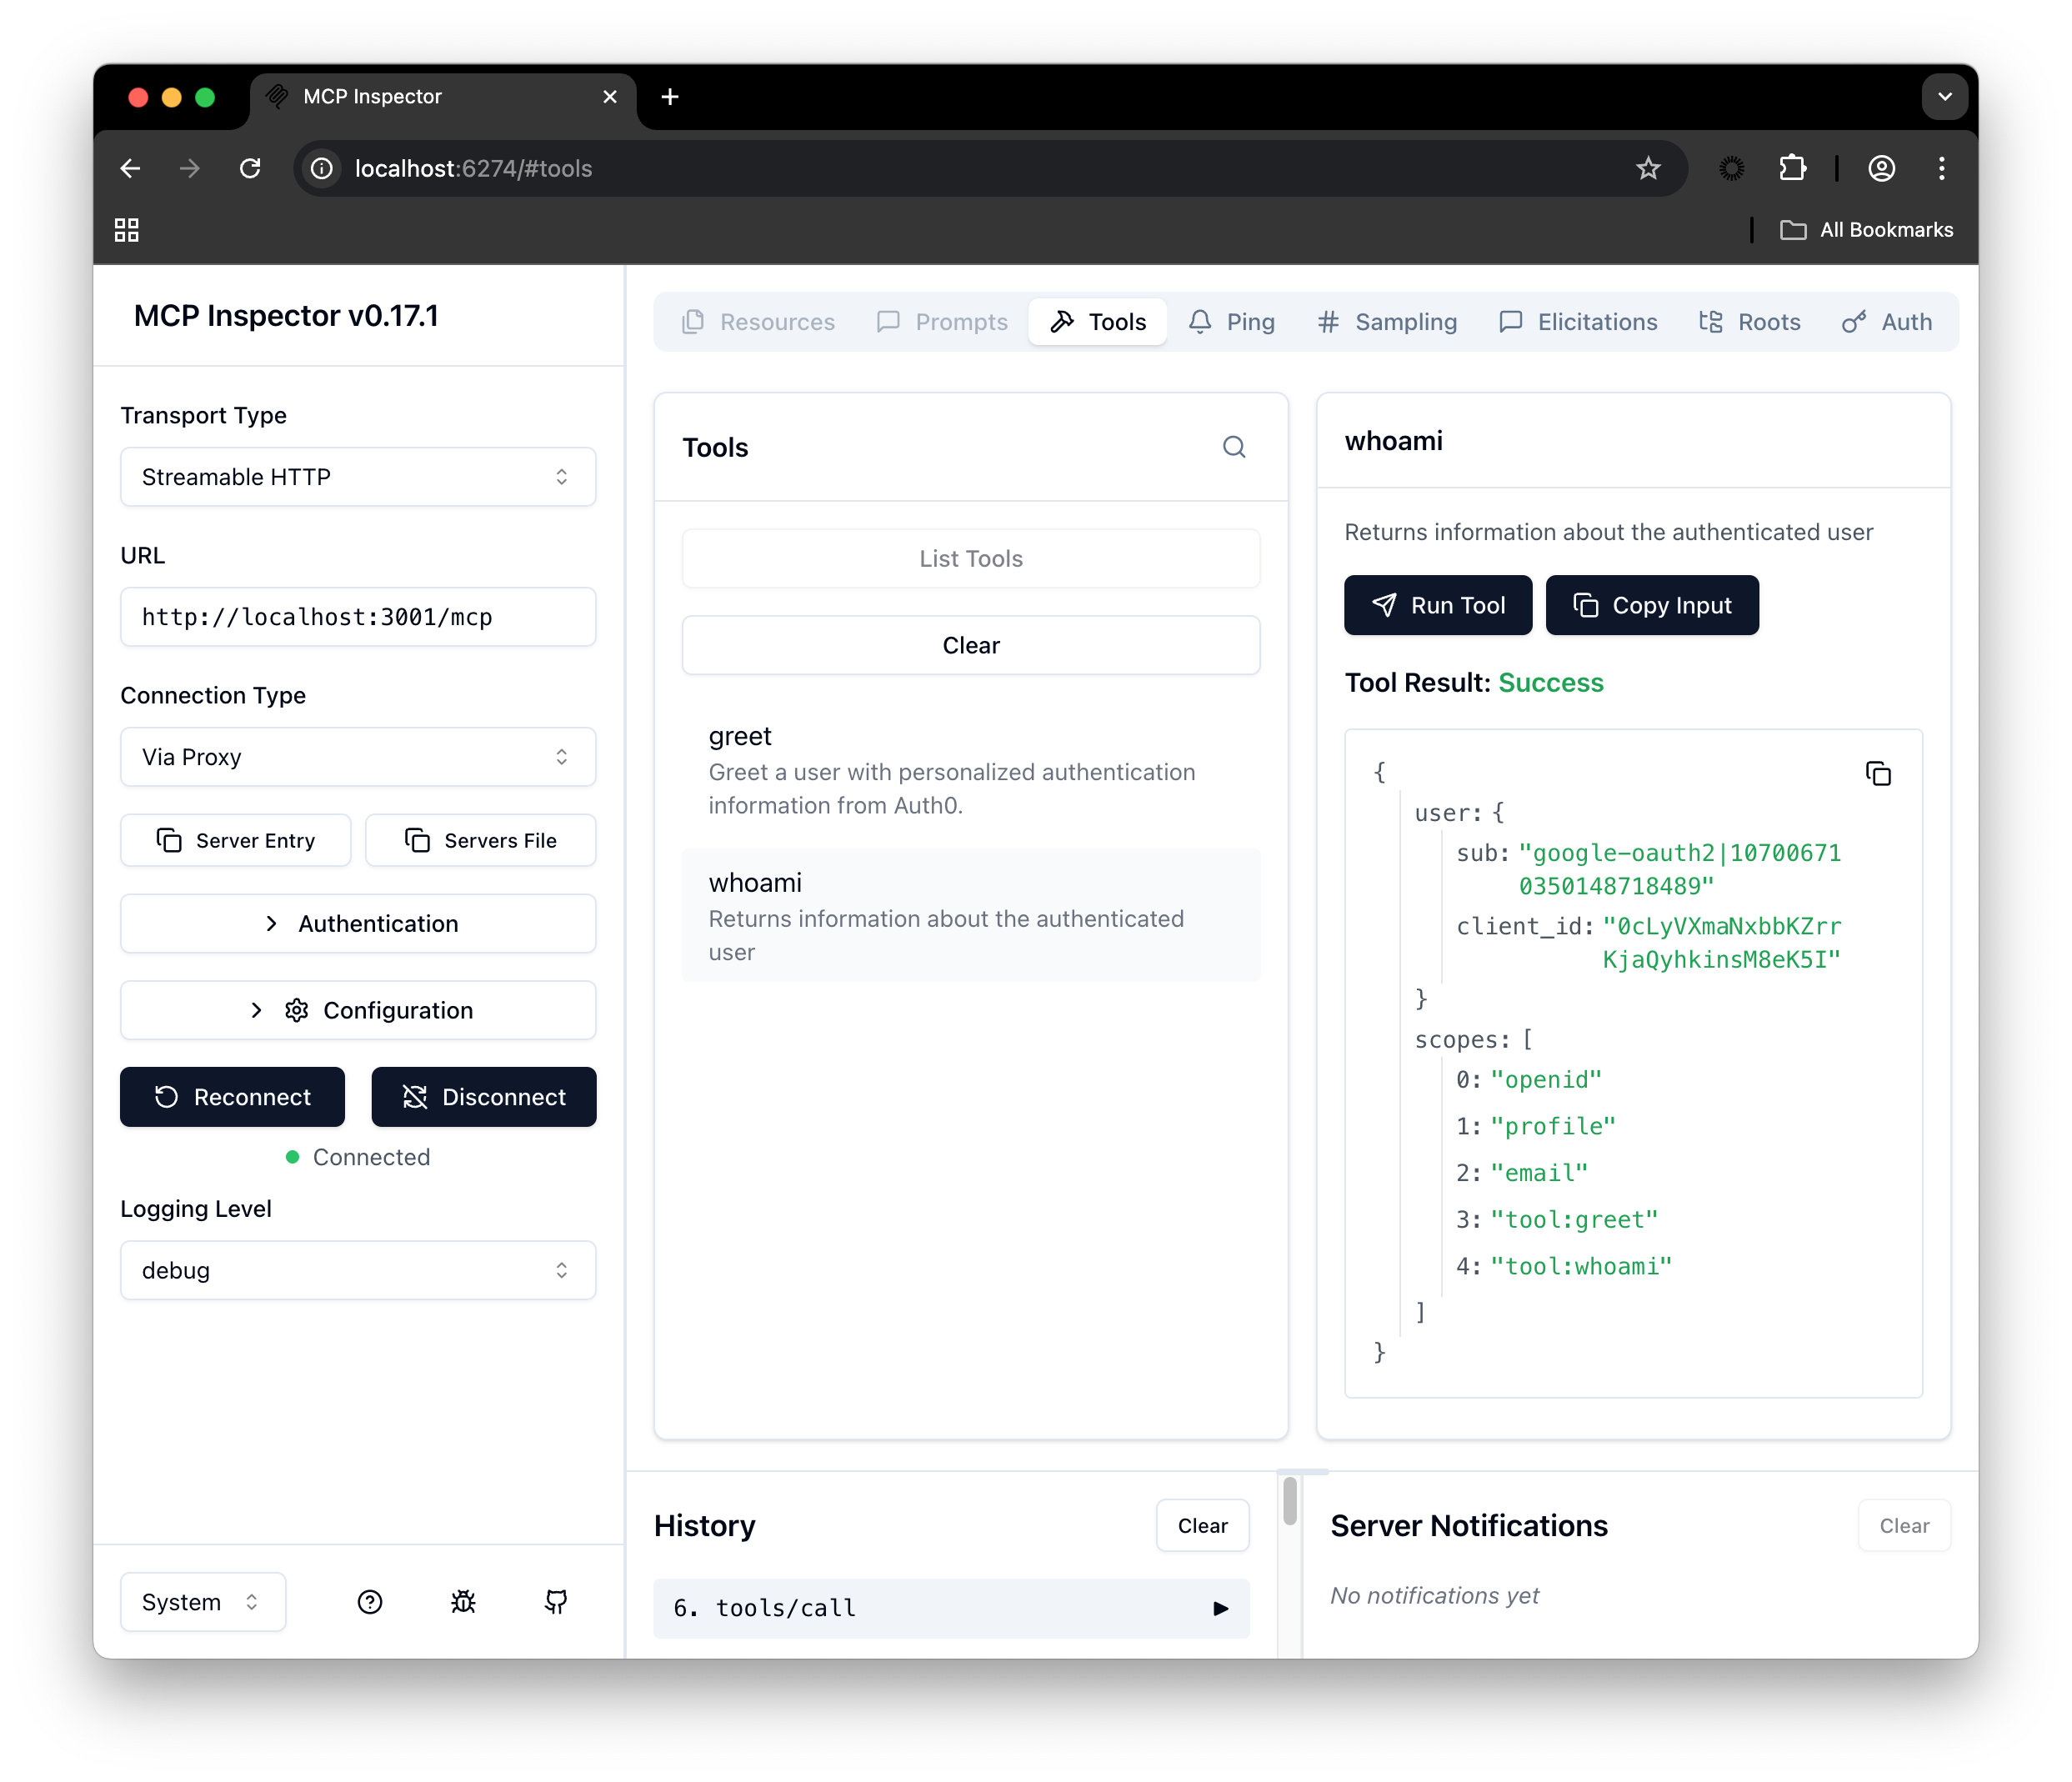 MCP Inspector
localhost:6274/#tools
All Bookmarks
MCP Inspector v0.17.1
Transport Type
Streamable HTTP
URL
http://localhost:3001/mcp
Connection Type
Via Proxy
Server Entry
Servers File
Authentication
Configuration
Reconnect
Disconnect
Connected
Logging Level
debug
System
Resources
Prompts
Tools
Ping
Sampling
Elicitations
Roots
Auth
Tools
List Tools
Clear
greet
Greet a user with personalized authentication
information from Auth0.
whoami
Returns information about the authenticated
user
whoami
Returns information about the authenticated user
Run Tool
Copy Input
Tool Result: Success
{
user: {
sub: "google-oauth2|10700671
0350148718489"
client_id: "0cLyVXmaNxbbKZrr
KjaQyhkinsM8eK5I"
}
scopes: [
0: "openid"
1: "profile"
2: "email"
3: "tool:greet"
4: "tool:whoami"
]
}
History
Clear
6. tools/call
Server Notifications
Clear
No notifications yet